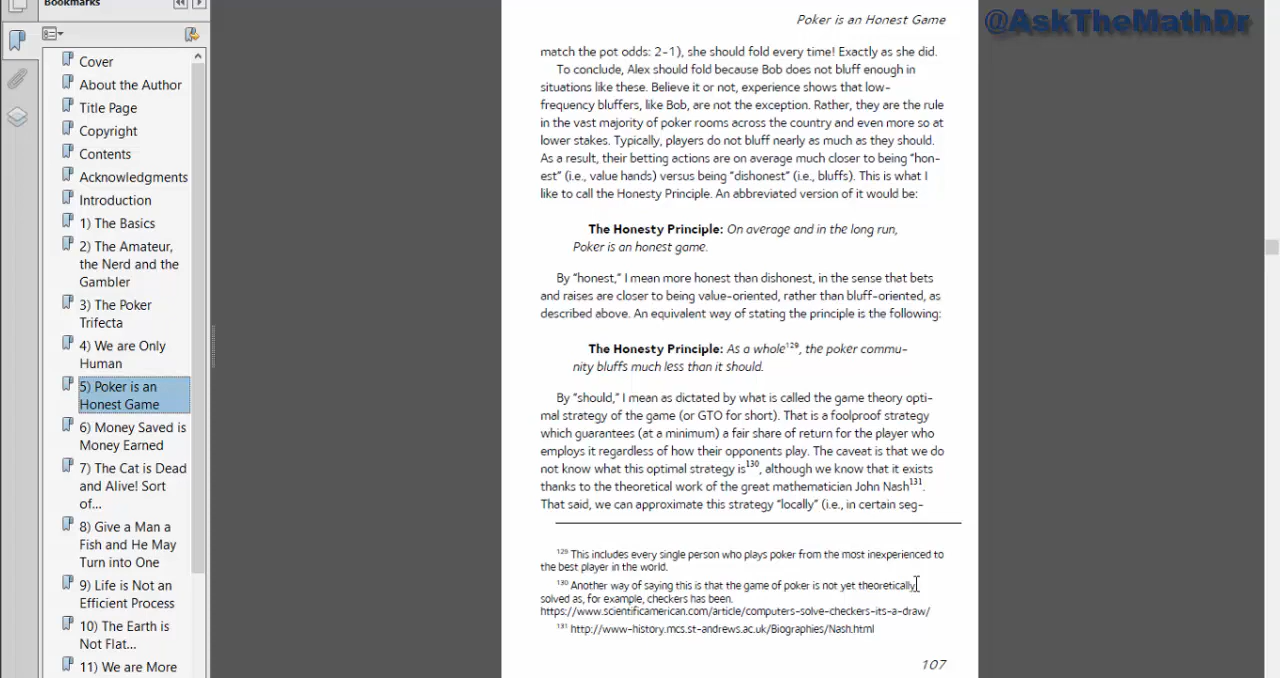 Bookmarks
Cover
About the Author
Title Page
Copyright
Contents
Acknowledgments
Introduction
1) The Basics
2) The Amateur,
the Nerd and the
Gambler
3) The Poker
Trifecta
4) We are Only
Human
5) Poker is an
Honest Game
6) Money Saved is
Money Earned
7) The Cat is Dead
and Alive! Sort
of...
8) Give a Man a
Fish and He May
Turn into One
9) Life is Not an
Efficient Process
10) The Earth is
Not Flat...
11) We are More
@AskTheMathDr
Poker is an Honest Game
match the pot odds: 2-1), she should fold every time! Exactly as she did.
To conclude, Alex should fold because Bob does not bluff enough in
situations like these. Believe it or not, experience shows that low-
frequency bluffers, like Bob, are not the exception. Rather, they are the rule
in the vast majority of poker rooms across the country and even more so at
lower stakes. Typically, players do not bluff nearly as much as they should.
As a result, their betting actions are on average much closer to being “hon-
est” (i.e., value hands) versus being “dishonest” (i.e., bluffs). This is what I
like to call the Honesty Principle. An abbreviated version of it would be:
The Honesty Principle: On average and in the long run,
Poker is an honest game.
By “honest,” I mean more honest than dishonest, in the sense that bets
and raises are closer to being value-oriented, rather than bluff-oriented, as
described above. An equivalent way of stating the principle is the following:
The Honesty Principle: As a whole129, the poker commu-
nity bluffs much less than it should.
By “should,” I mean as dictated by what is called the game theory opti-
mal strategy of the game (or GTO for short). That is a foolproof strategy
which guarantees (at a minimum) a fair share of return for the player who
employs it regardless of how their opponents play. The caveat is that we do
not know what this optimal strategy is130, although we know that it exists
thanks to the theoretical work of the great mathematician John Nash131.
That said, we can approximate this strategy “locally” (i.e., in certain seg-
129 This includes every single person who plays poker from the most inexperienced to
the best player in the world.
130 Another way of saying this is that the game of poker is not yet theoretically
solved as, for example, checkers has been.
https://www.scientificamerican.com/article/computers-solve-checkers-its-a-draw/
131 http://www-history.mcs.st-andrews.ac.uk/Biographies/Nash.html
107